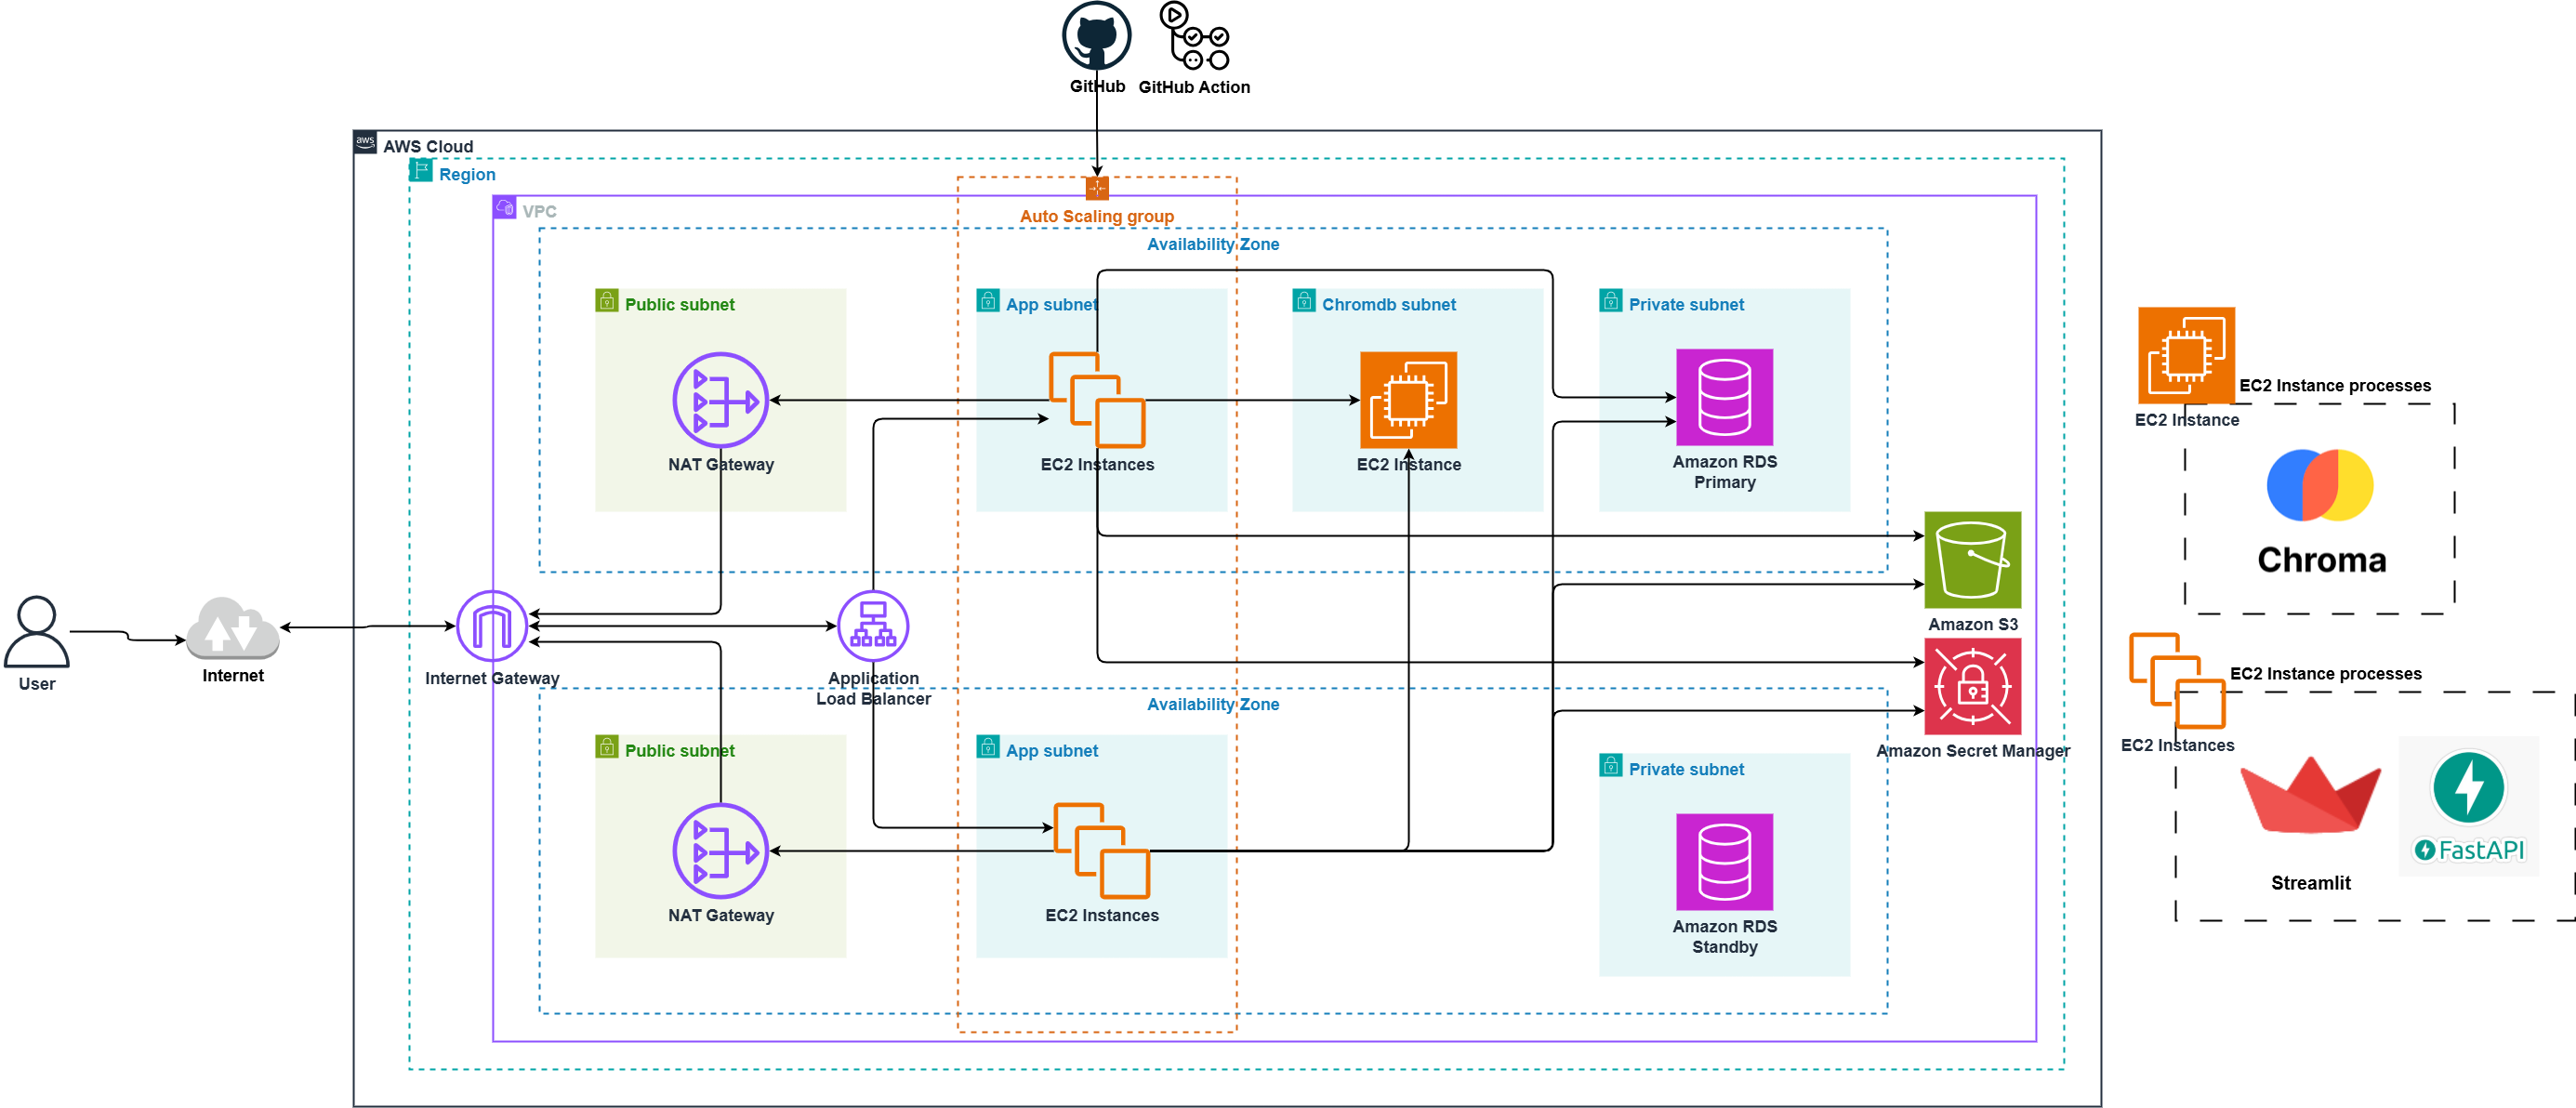 GitHub
GitHub Action
aws
AWS Cloud
Region
VPC
Auto Scaling group
Availability Zone
Public subnet
App subnet
Chromdb subnet
Private subnet
NAT Gateway
EC2 Instances
EC2 Instance
Amazon RDS
Primary
Amazon S3
User
Internet
Internet Gateway
Application
Load Balancer
Availability Zone
Amazon Secret Manager
Public subnet
App subnet
Private subnet
NAT Gateway
EC2 Instances
Amazon RDS
Standby
EC2 Instance processes
EC2 Instance
Chroma
EC2 Instance processes
EC2 Instances
Streamlit
FastAPI